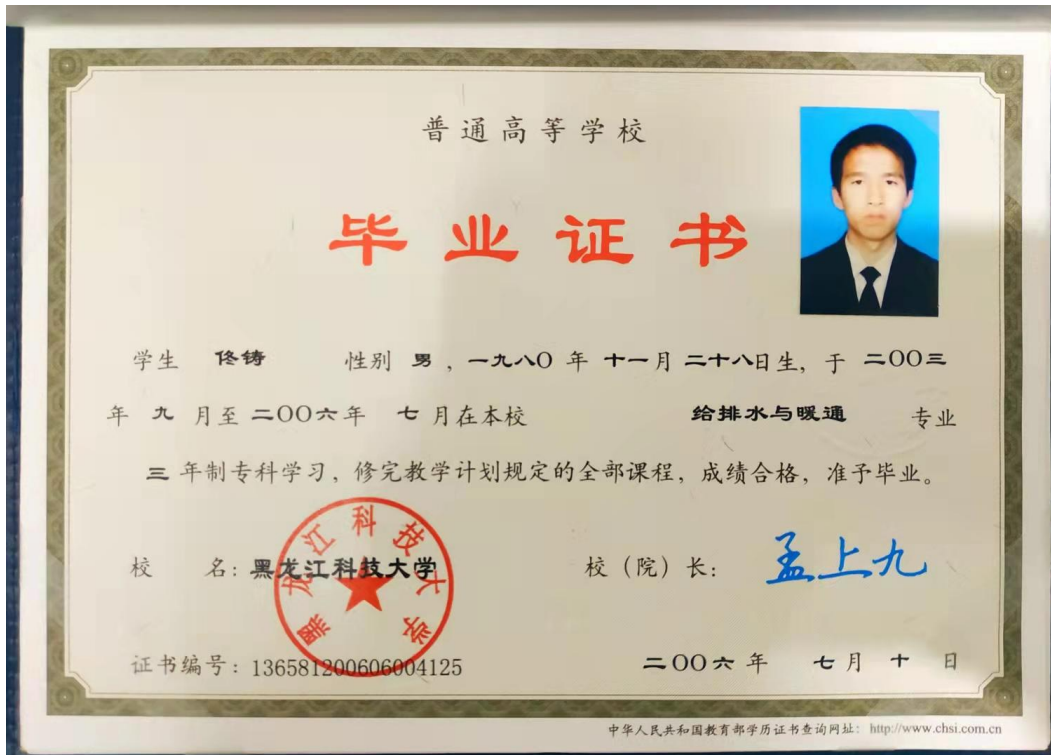 普通高等学校
毕业证书
学生 佟铸 性别 男，一九八〇年 十一月 二十八日生，于 二〇〇三
年 九 月至 二〇〇六年 七 月在本校 给排水与暖通 专业
三 年制专科学习，修完教学计划规定的全部课程，成绩合格，准予毕业。
黑龙江科技大学
校 名：黑龙江科技大学 校（院）长：孟上九
证书编号：136581200606004125 二〇〇六年 七月 十 日
中华人民共和国教育部学历证书查询网址：http://www.chsi.com.cn